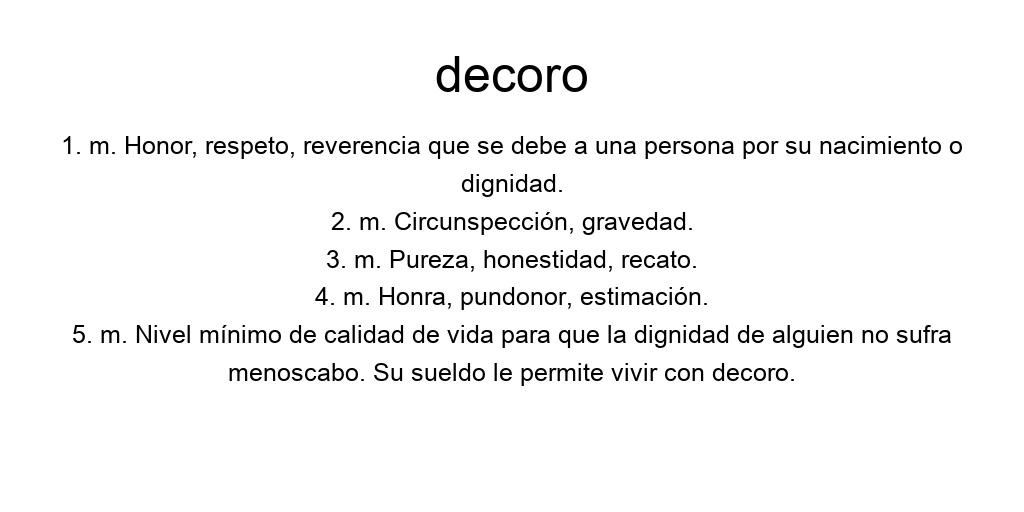 decoro
1. m. Honor, respeto, reverencia que se debe a una persona por su nacimiento o
dignidad.
2. m. Circunspección, gravedad.
3. m. Pureza, honestidad, recato.
4. m. Honra, pundonor, estimación.
5. m. Nivel mínimo de calidad de vida para que la dignidad de alguien no sufra
menoscabo. Su sueldo le permite vivir con decoro.